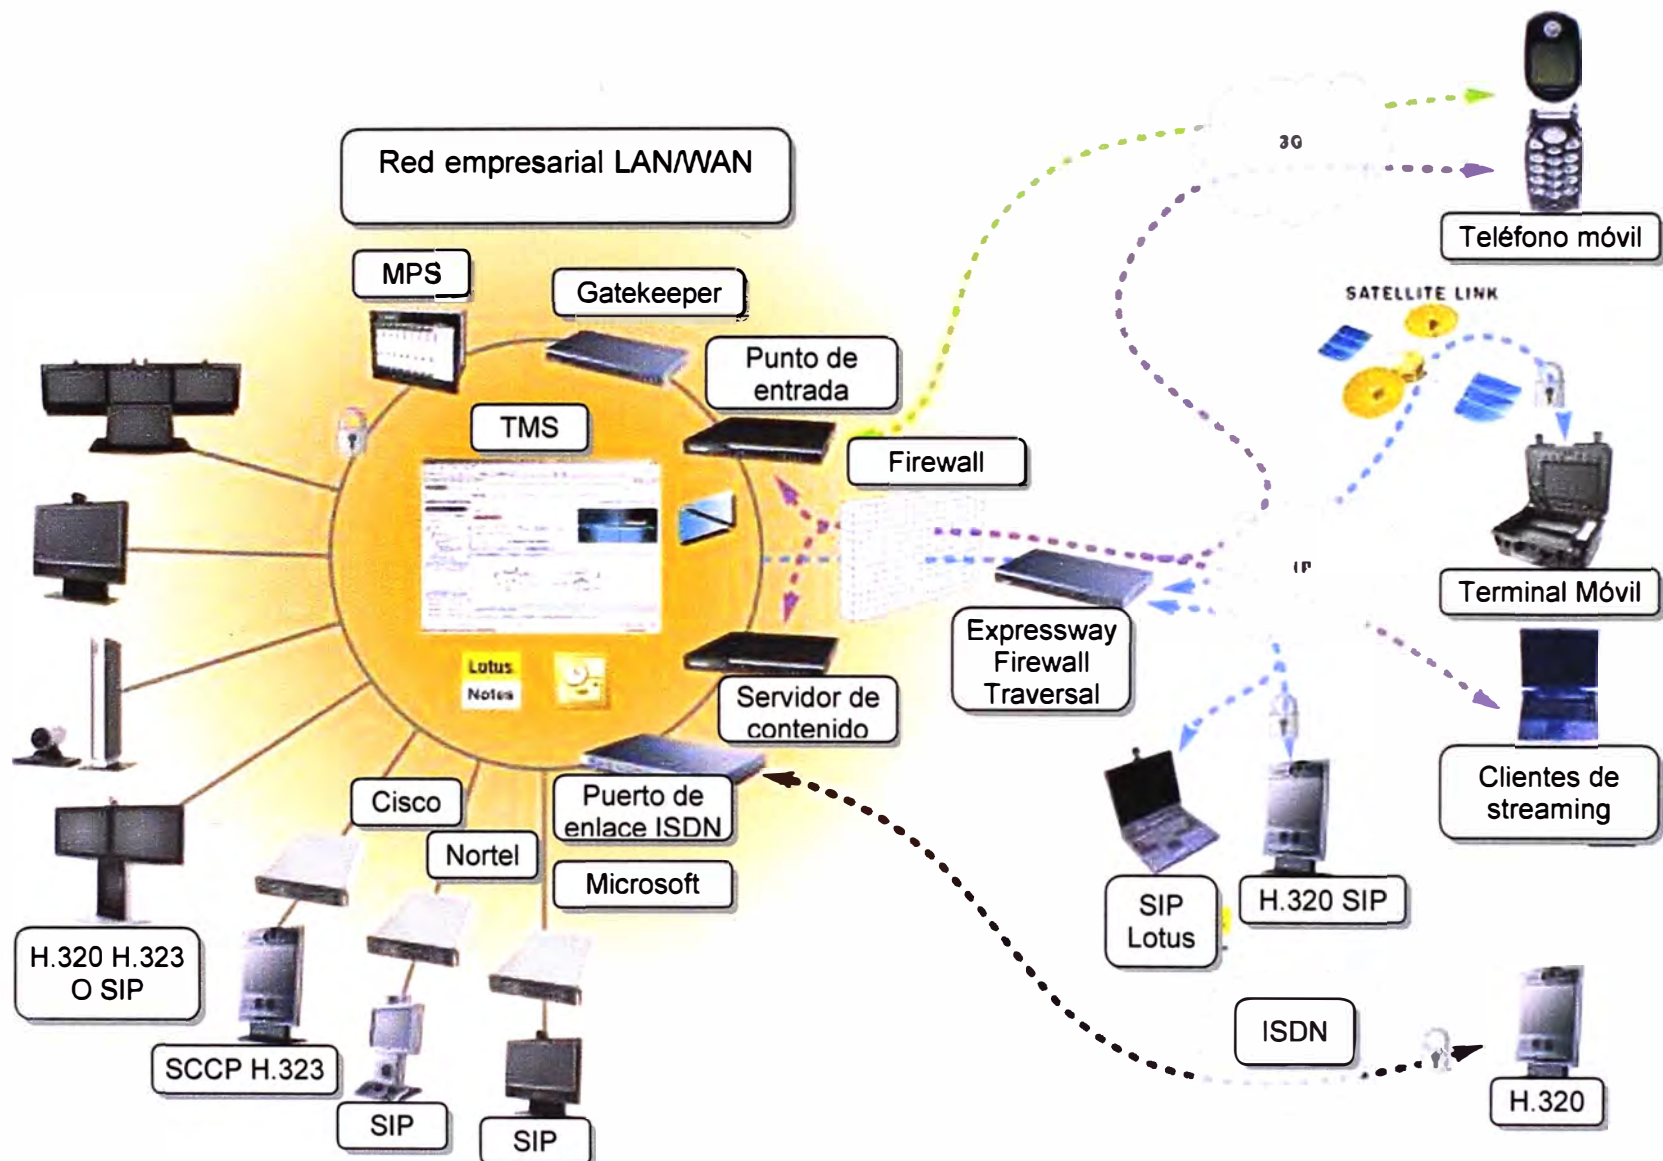 Red empresarial LAN/WAN
3G
Teléfono móvil
MPS
Gatekeeper
SATELLITE LINK
Punto de
entrada
TMS
Firewall
IP
Terminal Móvil
Expressway
Firewall
Traversal
Lotus
Notes
Servidor de
contenido
Clientes de
streaming
Cisco
Puerto de
enlace ISDN
Nortel
Microsoft
SIP
Lotus
H.320 SIP
H.320 H.323
O SIP
ISDN
SCCP H.323
SIP
SIP
H.320